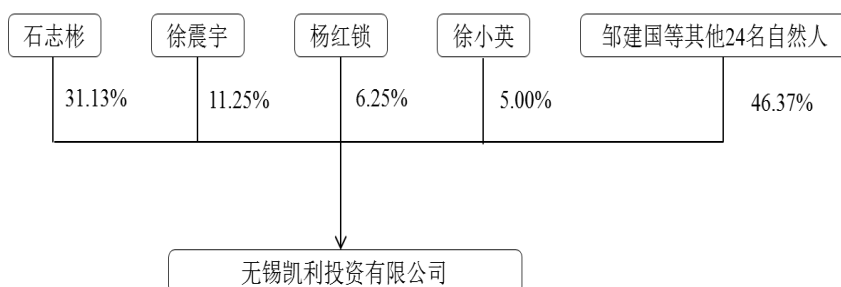 石志彬 徐震宇 杨红锁 徐小英 邹建国等其他24名自然人
31.13% 11.25% 6.25% 5.00% 46.37%
无锡凯利投资有限公司